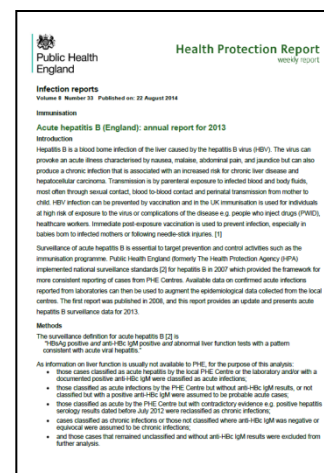 Public Health
England
Health Protection Report
weekly report
Infection reports
Volume 8 Number 33 Published on: 22 August 2014
Immunisation
Acute hepatitis B (England): annual report for 2013
Introduction
Hepatitis B is a blood borne infection of the liver caused by the hepatitis B virus (HBV). The virus can
provoke an acute illness characterised by nausea, malaise, abdominal pain, and jaundice but can also
produce a chronic infection that is associated with an increased risk for chronic liver disease and
hepatocellular carcinoma. Transmission is by parenteral exposure to infected blood and body fluids,
most often through sexual contact, blood-to-blood contact and perinatal transmission from mother to
child. HBV infection can be prevented by vaccination and in the UK immunisation is used for individuals
at high risk of exposure to the virus or complications of the disease e.g. people who inject drugs (PWID),
healthcare workers. Immediate post-exposure vaccination is used to prevent infection, especially in
babies born to infected mothers or following needle-stick injuries. [1]
Surveillance of acute hepatitis B is essential to target prevention and control activities such as the
immunisation programme. Public Health England (formerly The Health Protection Agency (HPA)
implemented national surveillance standards [2] for hepatitis B in 2007 which provided the framework for
more consistent reporting of cases from PHE Centres. Available data on confirmed acute infections
reported from laboratories can then be used to augment the epidemiological data collected from the local
centres. The first report was published in 2008, and this report provides an update and presents acute
hepatitis B surveillance data for 2013.
Methods
The surveillance definition for acute hepatitis B [2] is
"HBsAg positive and anti-HBc IgM positive and abnormal liver function tests with a pattern
consistent with acute viral hepatitis."
As information on liver function is usually not available to PHE, for the purpose of this analysis:
• those cases classified as acute hepatitis by the local PHE Centre or the laboratory and/or with a
documented positive anti-HBc IgM were classified as acute infections;
• those classified as acute infections by the PHE Centre but without anti-HBc IgM results, or not
classified but with a positive anti-HBc IgM were assumed to be probable acute cases;
• those classified as acute by the PHE Centre but with contradictory evidence e.g. positive hepatitis
serology results dated before July 2012 were reclassified as chronic infections;
• cases classified as chronic infections or those not classified where anti-HBc IgM was negative or
equivocal were assumed to be chronic infections;
• and those cases that remained unclassified and without anti-HBc IgM results were excluded from
further analysis.